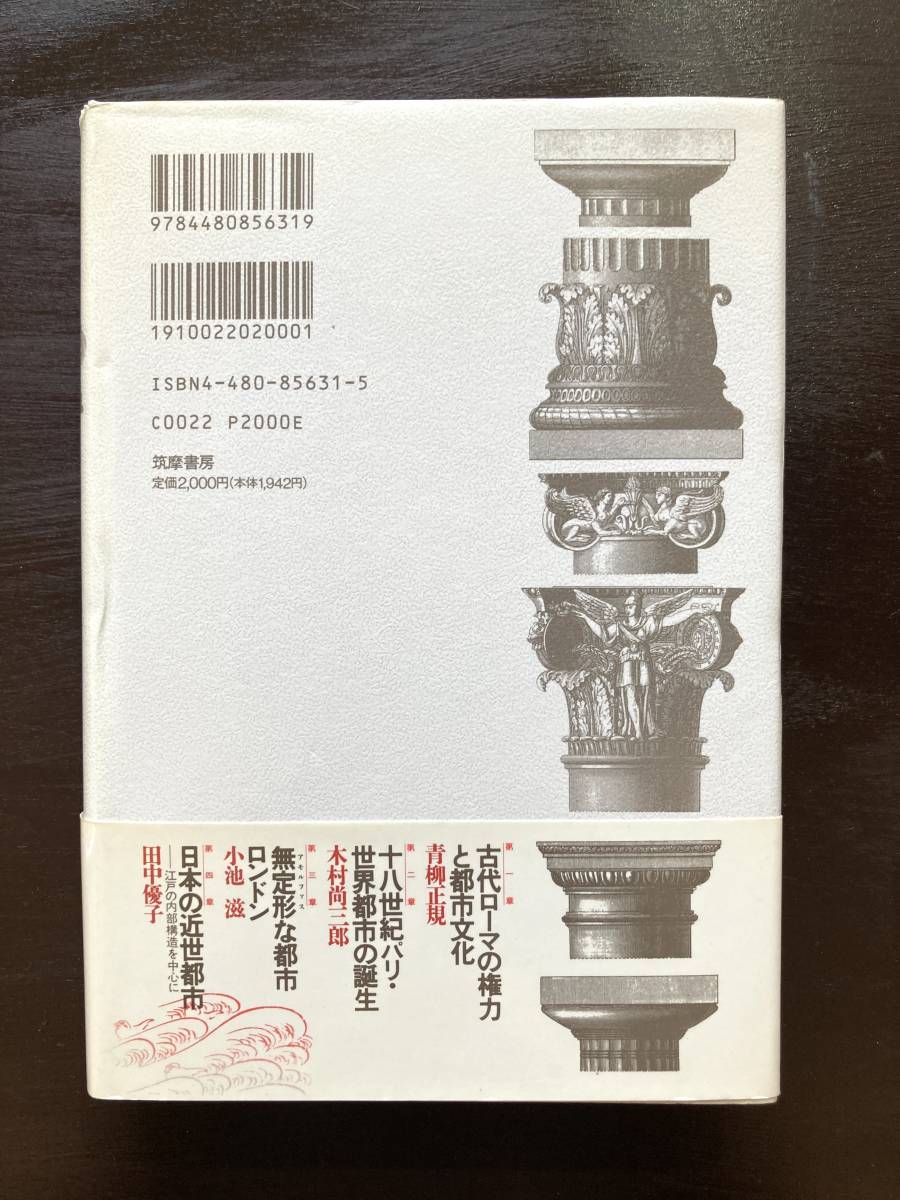 9784480856319
1910022020001
ISBN4-480-85631-5
C0022 P2000E
筑摩書房
定価2,000円(本体1,942円)
第一章
古代ローマの権力
と都市文化
青柳正規
第二章
十八世紀パリ・
世界都市の誕生
木村尚三郎
第三章
アモルファス
無定形な都市
ロンドン
小池 滋
第四章
日本の近世都市
──江戸の内部構造を中心に
田中優子